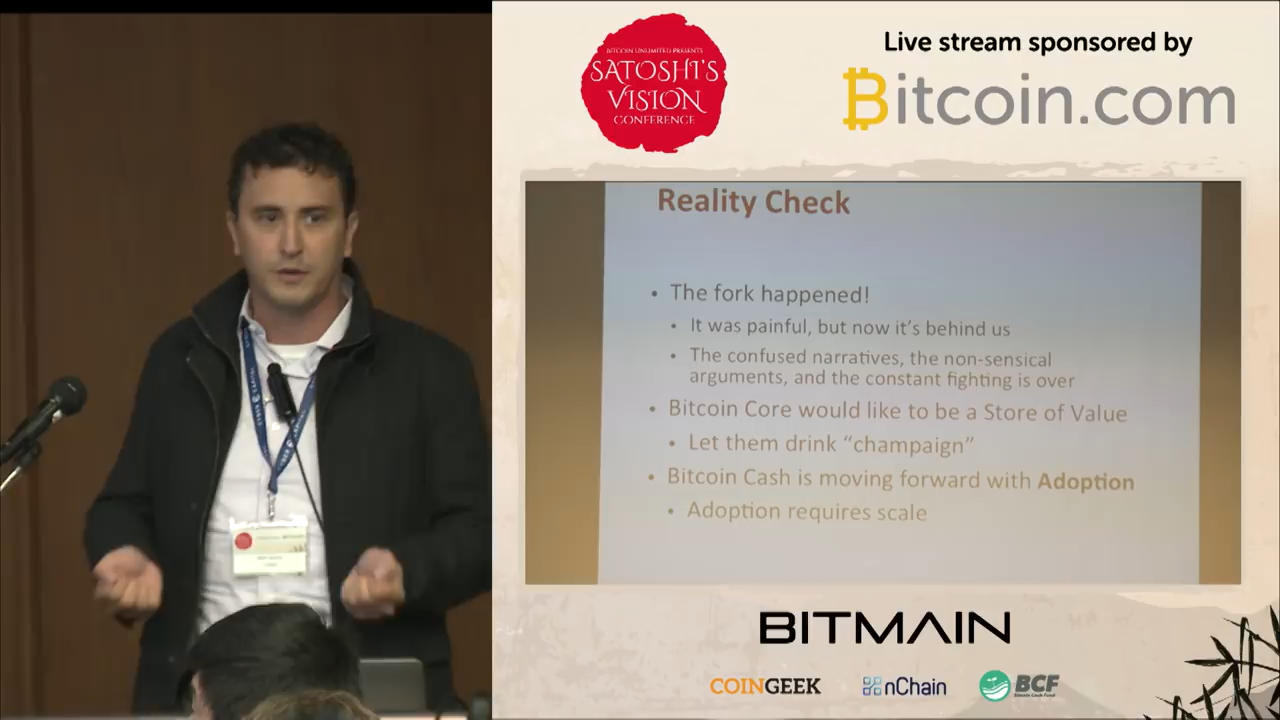 BITCOIN UNLIMITED PRESENTS
SATOSHI'S
VISION
CONFERENCE
Live stream sponsored by
Bitcoin.com
Reality Check
• The fork happened!
• It was painful, but now it's behind us
• The confused narratives, the non-sensical
arguments, and the constant fighting is over
• Bitcoin Core would like to be a Store of Value
• Let them drink “champaign”
• Bitcoin Cash is moving forward with Adoption
• Adoption requires scale
BITMAIN
COINGEEK
nChain
BCF
Bitcoin Cash Fund